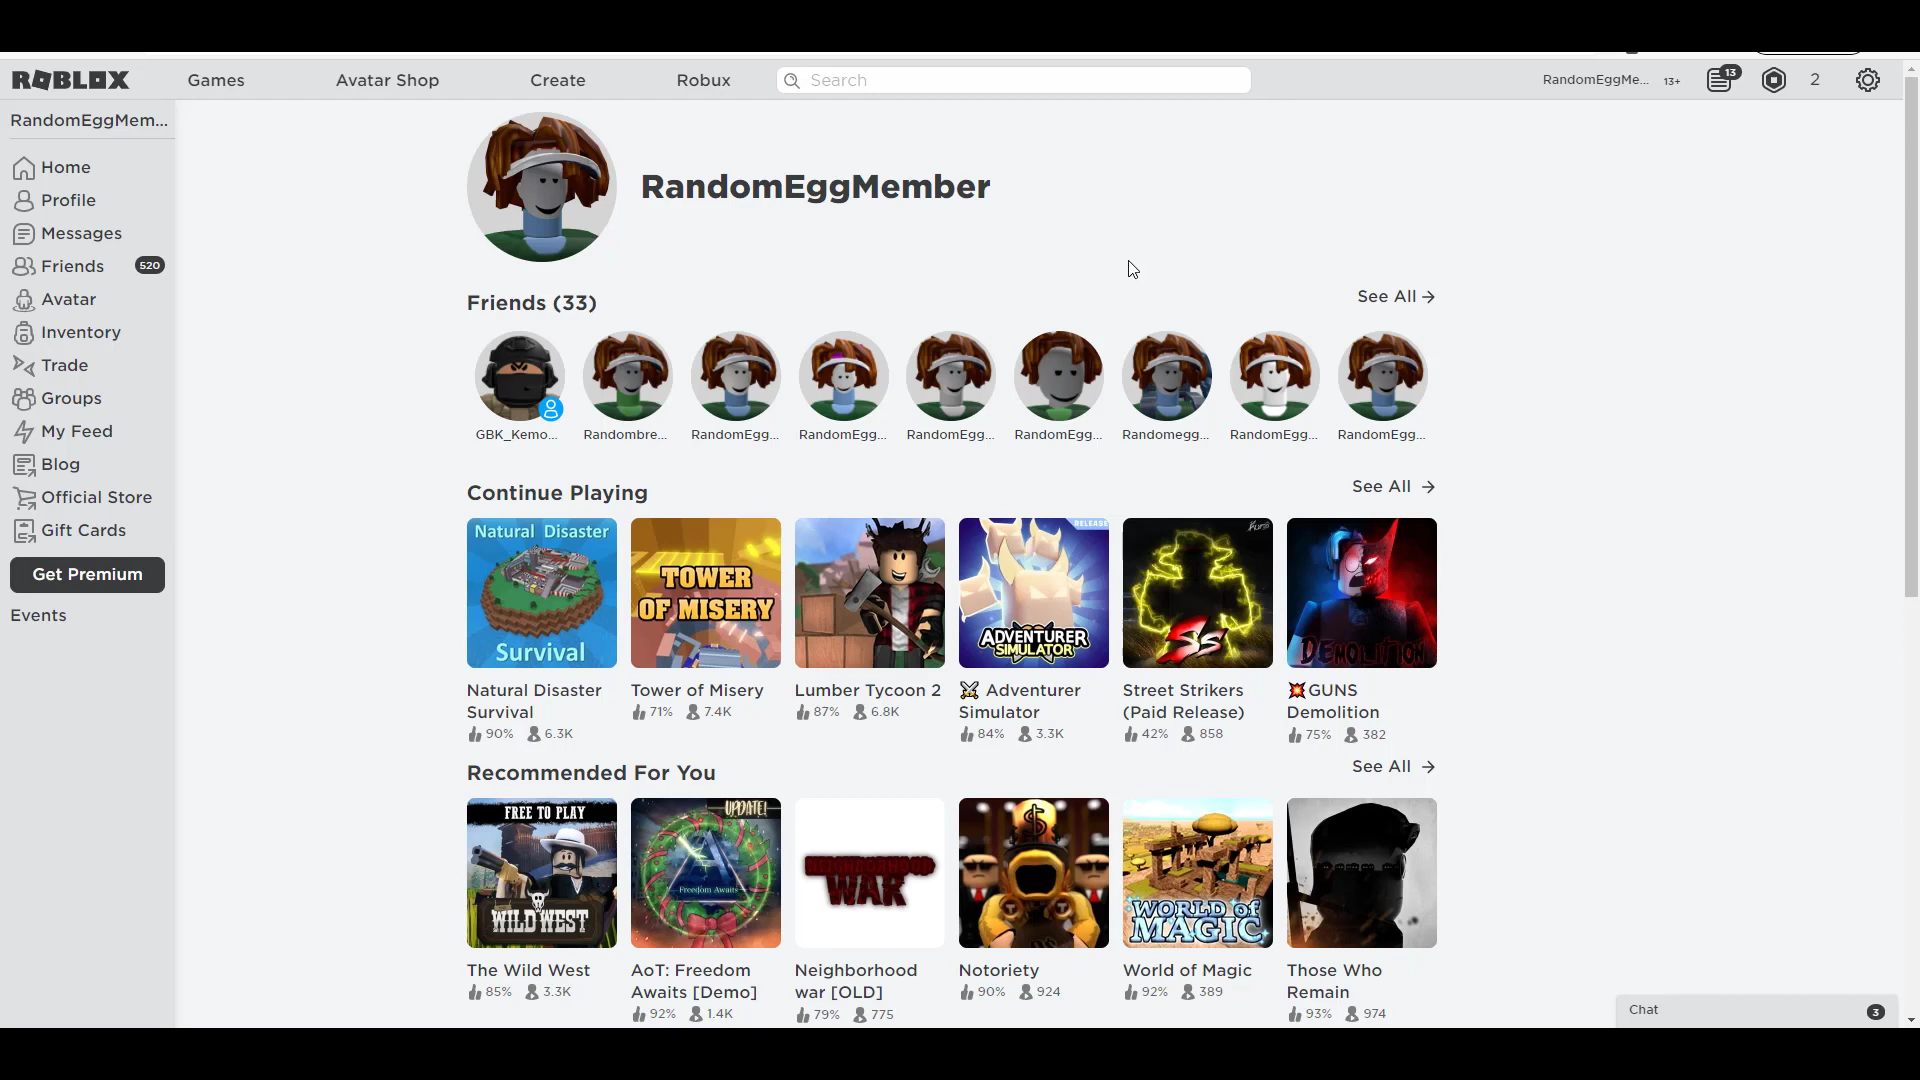 ROBLOX
Games
Avatar Shop
Create
Robux
Search
RandomEggMe...
13+
13
2
RandomEggMem...
Home
Profile
Messages
Friends
520
Avatar
Inventory
Trade
Groups
My Feed
Blog
Official Store
Gift Cards
Get Premium
Events
RandomEggMember
Friends (33)
See All
GBK_Kemo...
Randombre...
RandomEgg...
RandomEgg...
RandomEgg...
RandomEgg...
Randomegg...
RandomEgg...
RandomEgg...
Continue Playing
See All
Natural Disaster
Survival
TOWER
OF MISERY
RELEASE
ADVENTURER
SIMULATOR
SS
DEMOLITION
Natural Disaster
Survival
90% 6.3K
Tower of Misery
71% 7.4K
Lumber Tycoon 2
87% 6.8K
Adventurer
Simulator
84% 3.3K
Street Strikers
(Paid Release)
42% 858
GUNS
Demolition
75% 382
Recommended For You
See All
FREE TO PLAY
WILD WEST
UPDATE!
Freedom Awaits
NEIGHBORHOOD
WAR
WORLD of
MAGIC
The Wild West
85% 3.3K
AoT: Freedom
Awaits [Demo]
92% 1.4K
Neighborhood
war [OLD]
79% 775
Notoriety
90% 924
World of Magic
92% 389
Those Who
Remain
93% 974
Chat
3